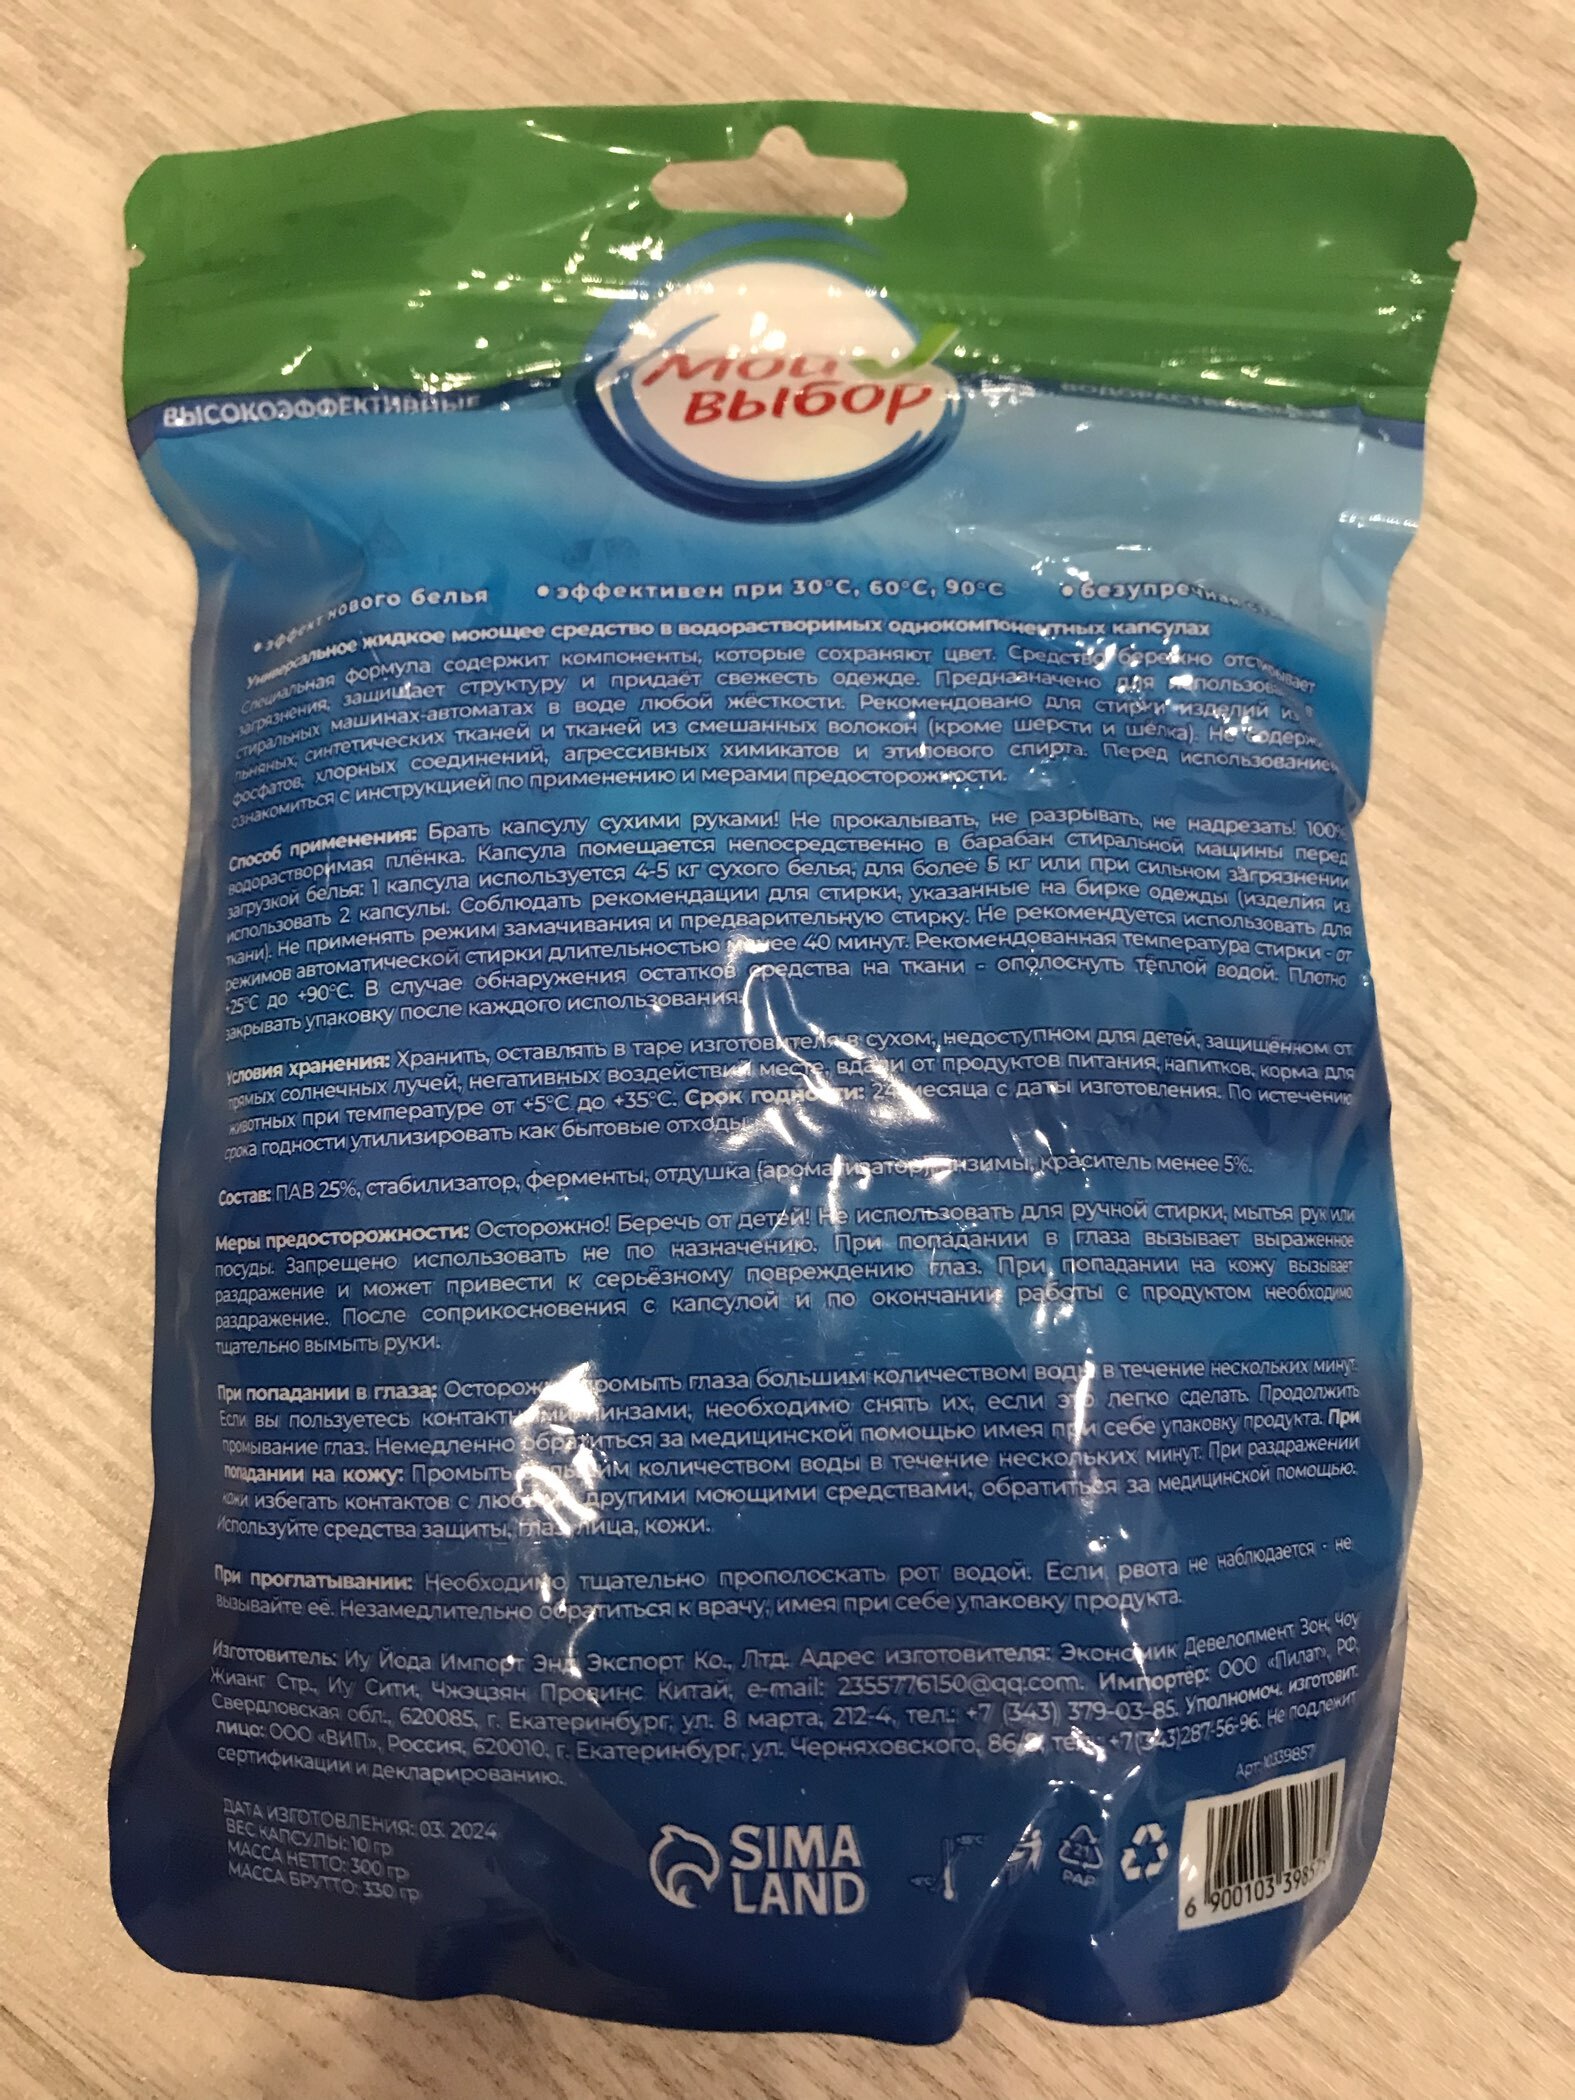 Мой
выбор
ВЫСОКОЭФФЕКТИВНЫЕ
• эффект нового белья • эффективен при 30°C, 60°C, 90°C • безупречная
Универсальное жидкое моющее средство в водорастворимых однокомпонентных капсулах
Специальная формула содержит компоненты, которые сохраняют цвет. Средство бережно отстирывает
загрязнения, защищает структуру и придаёт свежесть одежде. Предназначено для использования в
стиральных машинах-автоматах в воде любой жёсткости. Рекомендовано для стирки изделий из
льняных, синтетических тканей и тканей из смешанных волокон (кроме шерсти и шёлка). Не содержит
фосфатов, хлорных соединений, агрессивных химикатов и этилового спирта. Перед использованием
ознакомиться с инструкцией по применению и мерами предосторожности.
Способ применения: Брать капсулу сухими руками! Не прокалывать, не разрывать, не надрезать! 100%
водорастворимая плёнка. Капсула помещается непосредственно в барабан стиральной машины перед
загрузкой белья: 1 капсула используется 4-5 кг сухого белья, для более 5 кг или при сильном загрязнении
использовать 2 капсулы. Соблюдать рекомендации для стирки, указанные на бирке одежды (изделия из
ткани). Не применять режим замачивания и предварительную стирку. Не рекомендуется использовать для
режимов автоматической стирки длительностью менее 40 минут. Рекомендованная температура стирки - от
+25°C до +90°C. В случае обнаружения остатков средства на ткани - ополоснуть тёплой водой. Плотно
закрывать упаковку после каждого использования.
Условия хранения: Хранить, оставлять в таре изготовителя в сухом, недоступном для детей, защищённом от
прямых солнечных лучей, негативных воздействий месте, вдали от продуктов питания, напитков, корма для
животных при температуре от +5°C до +35°C. Срок годности: 24 месяца с даты изготовления. По истечению
срока годности утилизировать как бытовые отходы.
Состав: ПАВ 25%, стабилизатор, ферменты, отдушка (ароматизатор), энзимы, краситель менее 5%.
Меры предосторожности: Осторожно! Беречь от детей! Не использовать для ручной стирки, мытья рук или
посуды. Запрещено использовать не по назначению. При попадании в глаза вызывает выраженное
раздражение и может привести к серьёзному повреждению глаз. При попадании на кожу вызывает
раздражение. После соприкосновения с капсулой и по окончании работы с продуктом необходимо
тщательно вымыть руки.
При попадании в глаза: Осторожно промыть глаза большим количеством воды в течение нескольких минут.
Если вы пользуетесь контактными линзами, необходимо снять их, если это легко сделать. Продолжить
промывание глаз. Немедленно обратиться за медицинской помощью имея при себе упаковку продукта. При
попадании на кожу: Промыть большим количеством воды в течение нескольких минут. При раздражении
кожи избегать контактов с любыми другими моющими средствами, обратиться за медицинской помощью.
Используйте средства защиты, глаз, лица, кожи.
При проглатывании: Необходимо тщательно прополоскать рот водой. Если рвота не наблюдается - не
вызывайте её. Незамедлительно обратиться к врачу, имея при себе упаковку продукта.
Изготовитель: Иу Йода Импорт Энд Экспорт Ко., Лтд. Адрес изготовителя: Экономик Девелопмент Зон, Чоу
Жианг Стр., Иу Сити, Чжэцзян Провинс Китай, e-mail: 2355776150@qq.com. Импортёр: ООО «Пилат», РФ,
Свердловская обл., 620085, г. Екатеринбург, ул. 8 марта, 212-4, тел.: +7 (343) 379-03-85. Уполномоч. изготовит.
лицо: ООО «ВИП», Россия, 620010, г. Екатеринбург, ул. Черняховского, тел.: +7(343)287-56-96. Не подлежит
сертификации и декларированию.
Арт: 10339857
ДАТА ИЗГОТОВЛЕНИЯ: 03. 2024
ВЕС КАПСУЛЫ: 10 гр
МАССА НЕТТО: 300 гр
МАССА БРУТТО: 330 гр
SIMA
LAND
21
PAP
6 900103